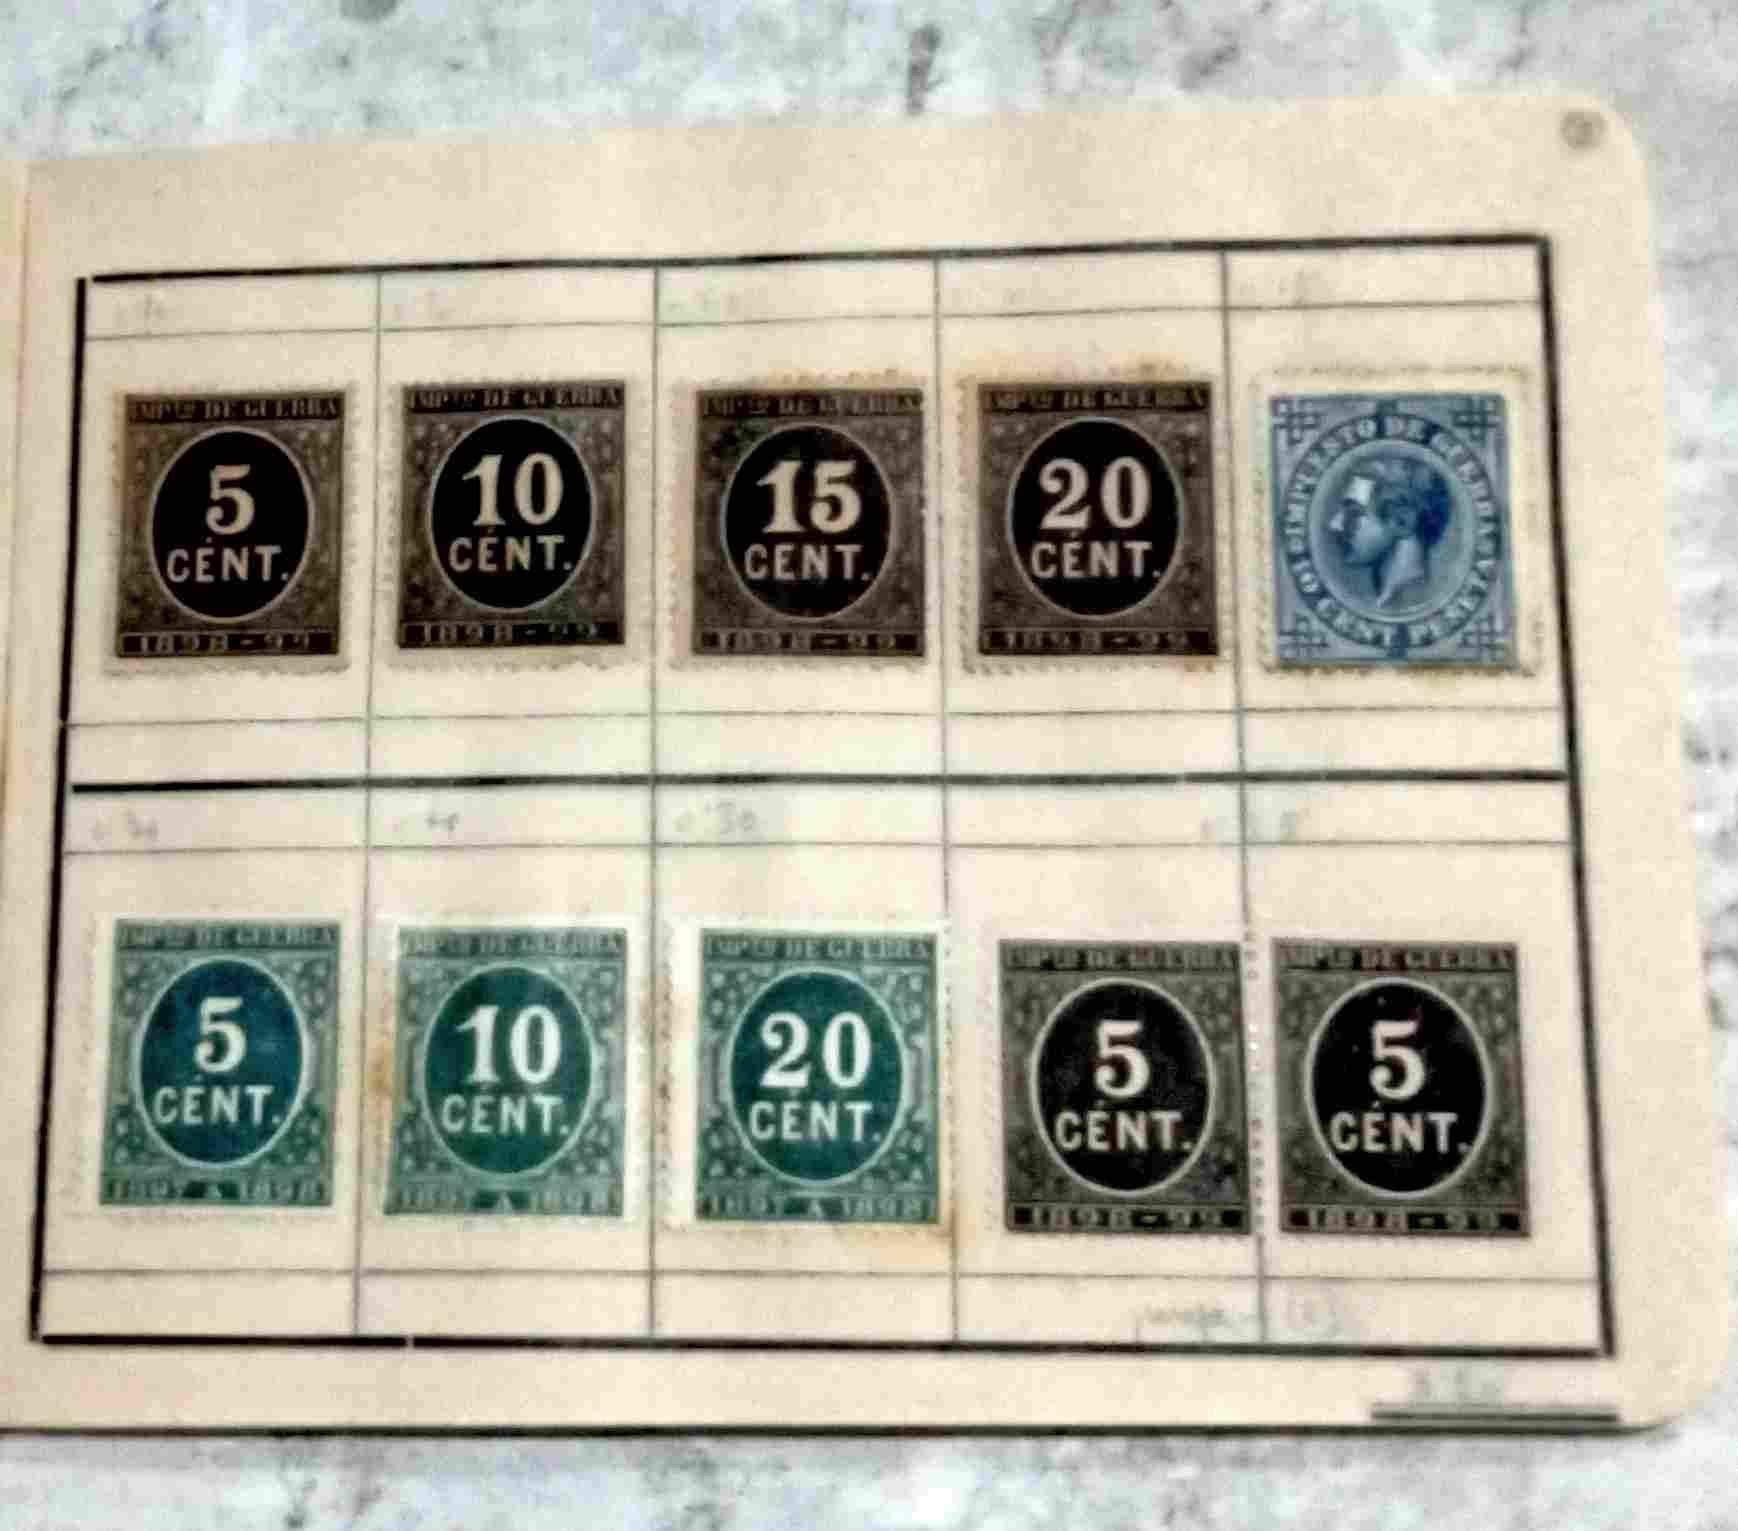 IMPTO DE GUERRA
5
CÉNT.
1898-99
IMPTO DE GUERRA
10
CÉNT.
1898-99
IMPTO DE GUERRA
15
CENT.
1898-99
IMPTO DE GUERRA
20
CÉNT.
1898-99
IMPUESTO DE GUERRA
10 CENT PESETA
IMPTO DE GUERRA
5
CÉNT.
1897 A 1898
IMPTO DE GUERRA
10
CÉNT.
1897 A 1898
IMPTO DE GUERRA
20
CÉNT.
1897 A 1898
IMPTO DE GUERRA
5
CÉNT.
1898-99
IMPTO DE GUERRA
5
CÉNT.
1898-99